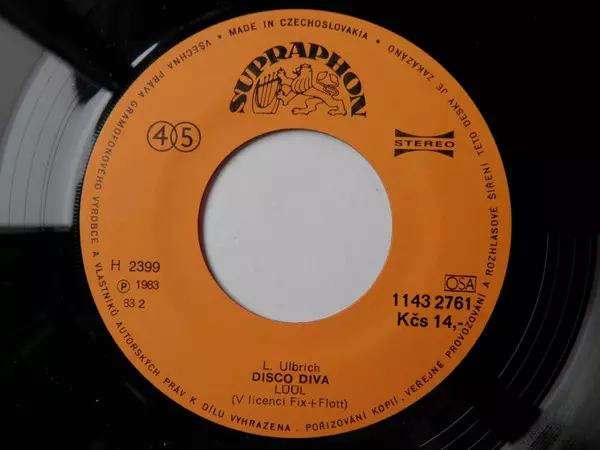 • MADE IN CZECHOSLOVAKIA •
VŠECHNA PRÁVA GRAMOFONOVÉHO VÝROBCE A VLASTNÍKŮ AUTORSKÝCH PRÁV K DÍLU VYHRAZENA. POŘIZOVÁNÍ KOPIÍ, VEŘEJNÉ PROVOZOVÁNÍ A ROZHLASOVÉ ŠÍŘENÍ TÉTO DESKY JE ZAKÁZÁNO
SUPRAPHON
45
STEREO
H 2399
P 1983
83 2
OSA
1143 2761
Kčs 14,-
L. Ulbrich
DISCO DIVA
LÜÜL
(V licenci Fix+Flott)